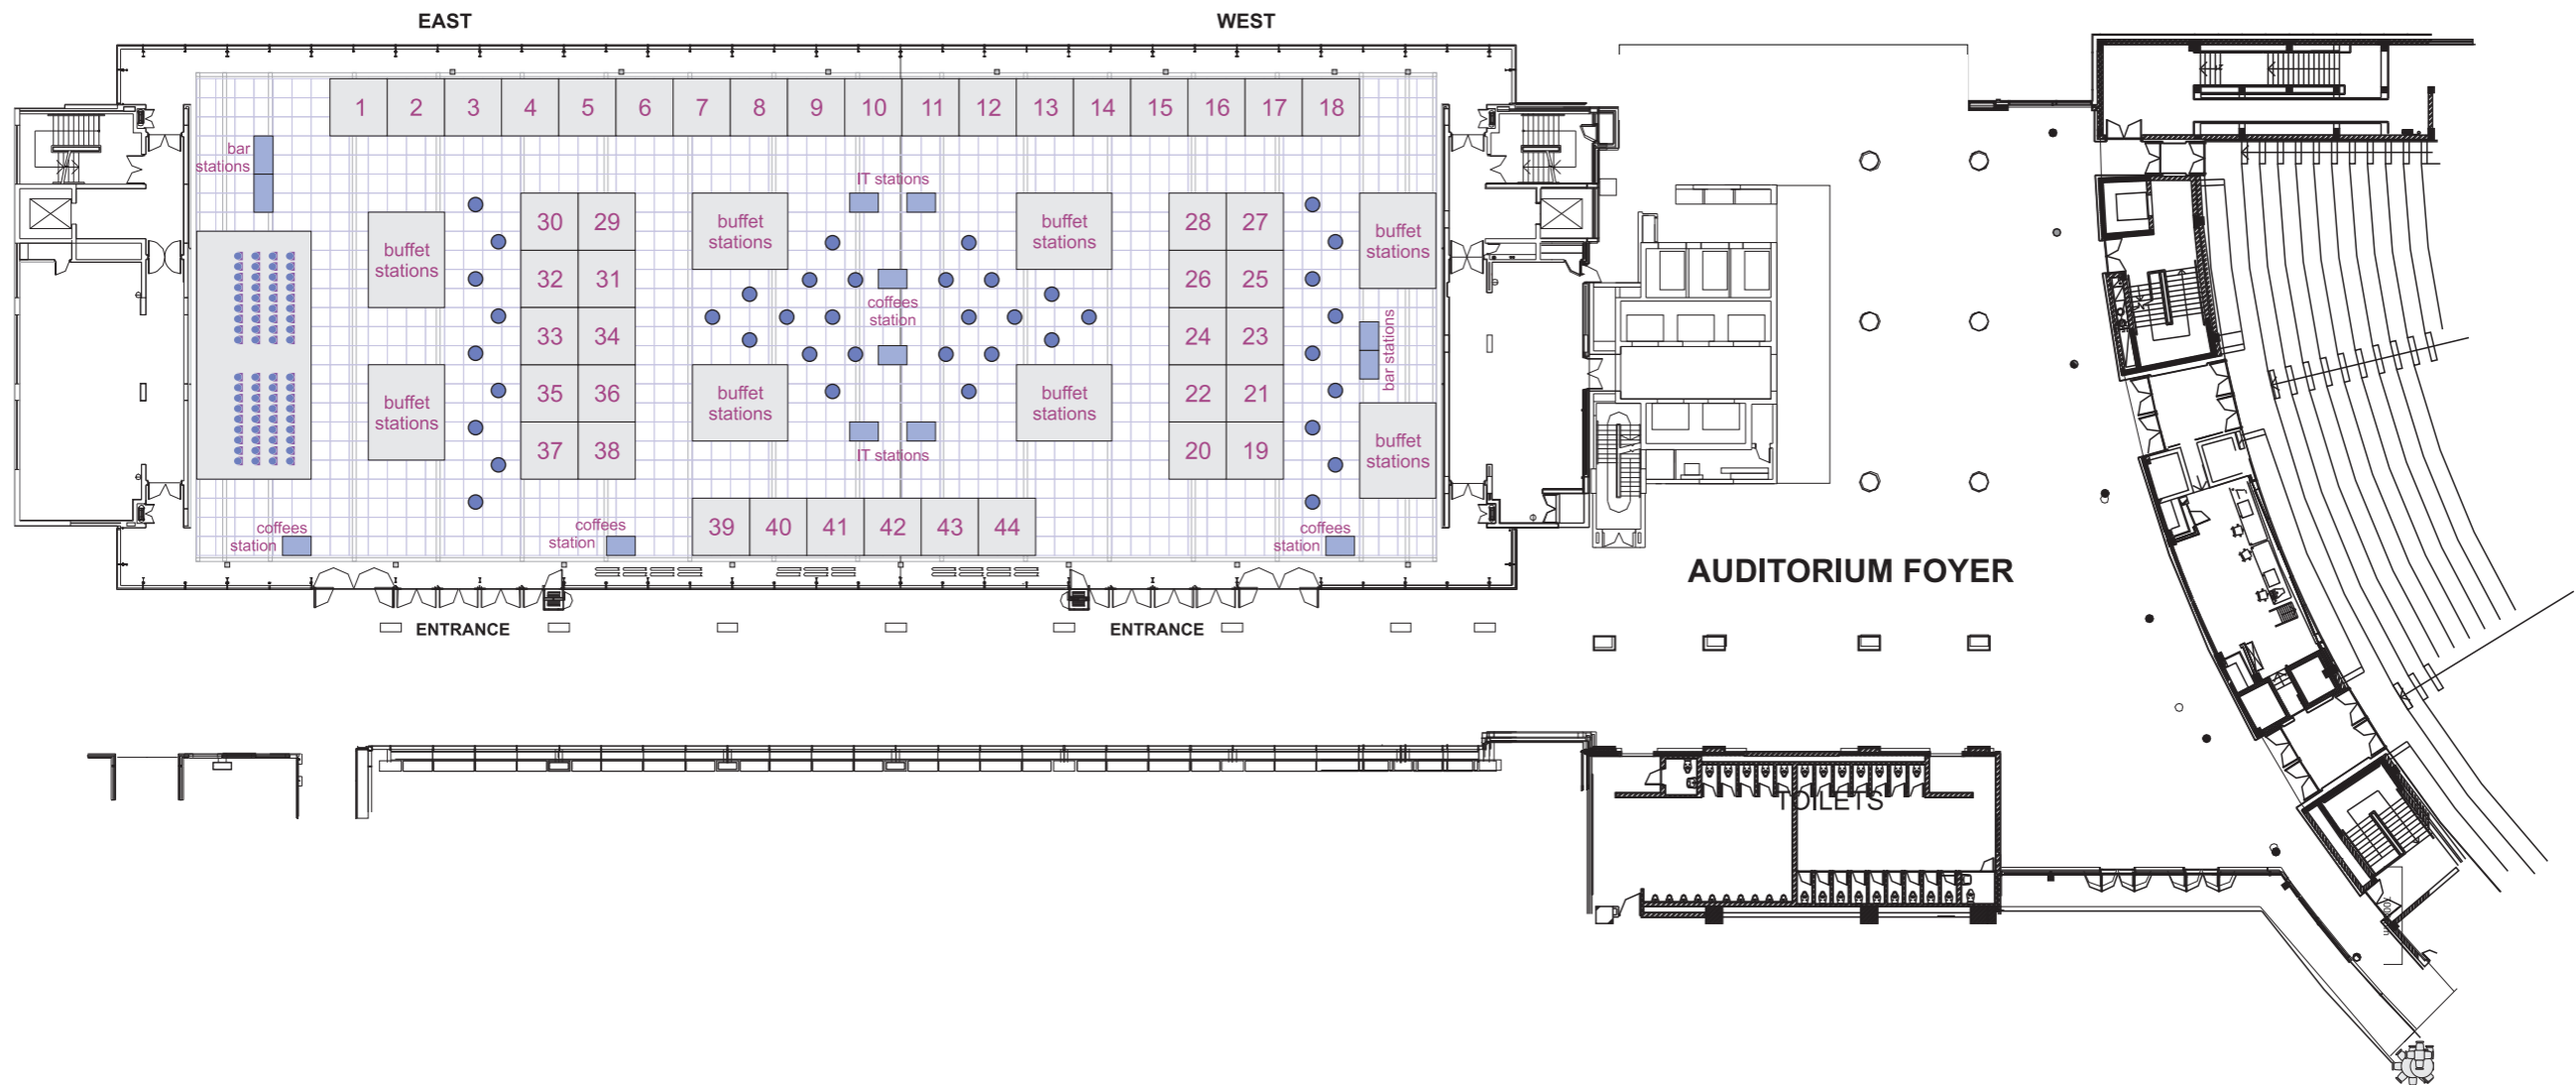 EAST
WEST
1 2 3 4 5 6 7 8 9 10 11 12 13 14 15 16 17 18
bar
stations
IT stations
30 29
buffet
stations
buffet
stations
28 27
buffet
stations
buffet
stations
32 31
26 25
coffees
station
33 34
24 23
bar stations
35 36
buffet
stations
buffet
stations
22 21
buffet
stations
buffet
stations
37 38
IT stations
20 19
coffees
station
coffees
station
39 40 41 42 43 44
coffees
station
AUDITORIUM FOYER
ENTRANCE
ENTRANCE
TOILETS